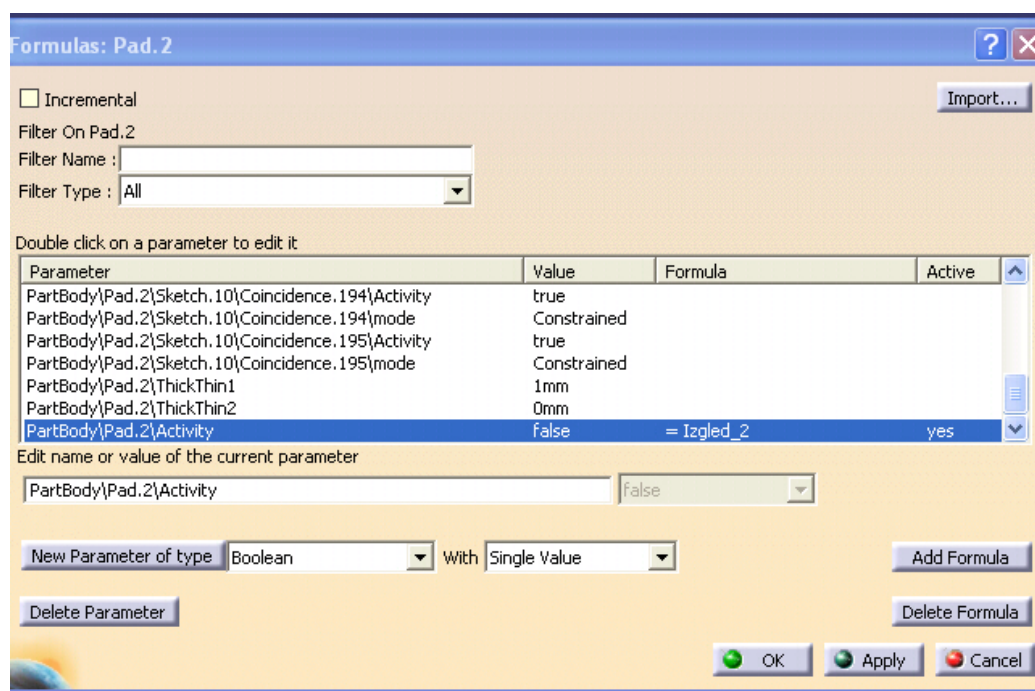 Formulas: Pad.2
Incremental
Import...
Filter On Pad.2
Filter Name :
Filter Type : All
Double click on a parameter to edit it
Parameter Value Formula Active
PartBody\Pad.2\Sketch.10\Coincidence.194\Activity true
PartBody\Pad.2\Sketch.10\Coincidence.194\mode Constrained
PartBody\Pad.2\Sketch.10\Coincidence.195\Activity true
PartBody\Pad.2\Sketch.10\Coincidence.195\mode Constrained
PartBody\Pad.2\ThickThin1 1mm
PartBody\Pad.2\ThickThin2 0mm
PartBody\Pad.2\Activity false = Izgled_2 yes
Edit name or value of the current parameter
PartBody\Pad.2\Activity false
New Parameter of type Boolean With Single Value Add Formula
Delete Parameter Delete Formula
OK Apply Cancel